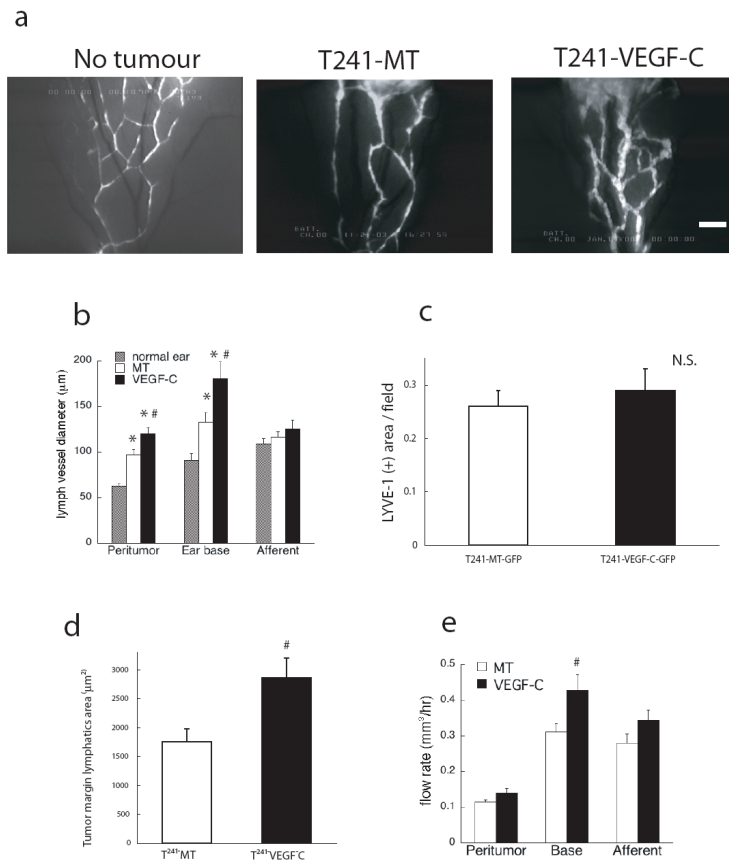 a
No tumour
T241-MT
T241-VEGF-C
b
normal ear
MT
VEGF-C
lymph vessel diameter (μm)
200
150
100
50
0
* * #
* * #
Peritumor Ear base Afferent
c
N.S.
LYVE-1 (+) area / field
0.3
0.2
0.1
0
T241-MT-GFP
T241-VEGF-C-GFP
d
#
Tumor margin lymphatics area (μm²)
3000
2500
2000
1500
1000
500
0
T²⁴¹-MT
T²⁴¹VEGF-C
e
MT
VEGF-C
#
flow rate (mm³/hr)
0.5
0.4
0.3
0.2
0.1
0
Peritumor Base Afferent